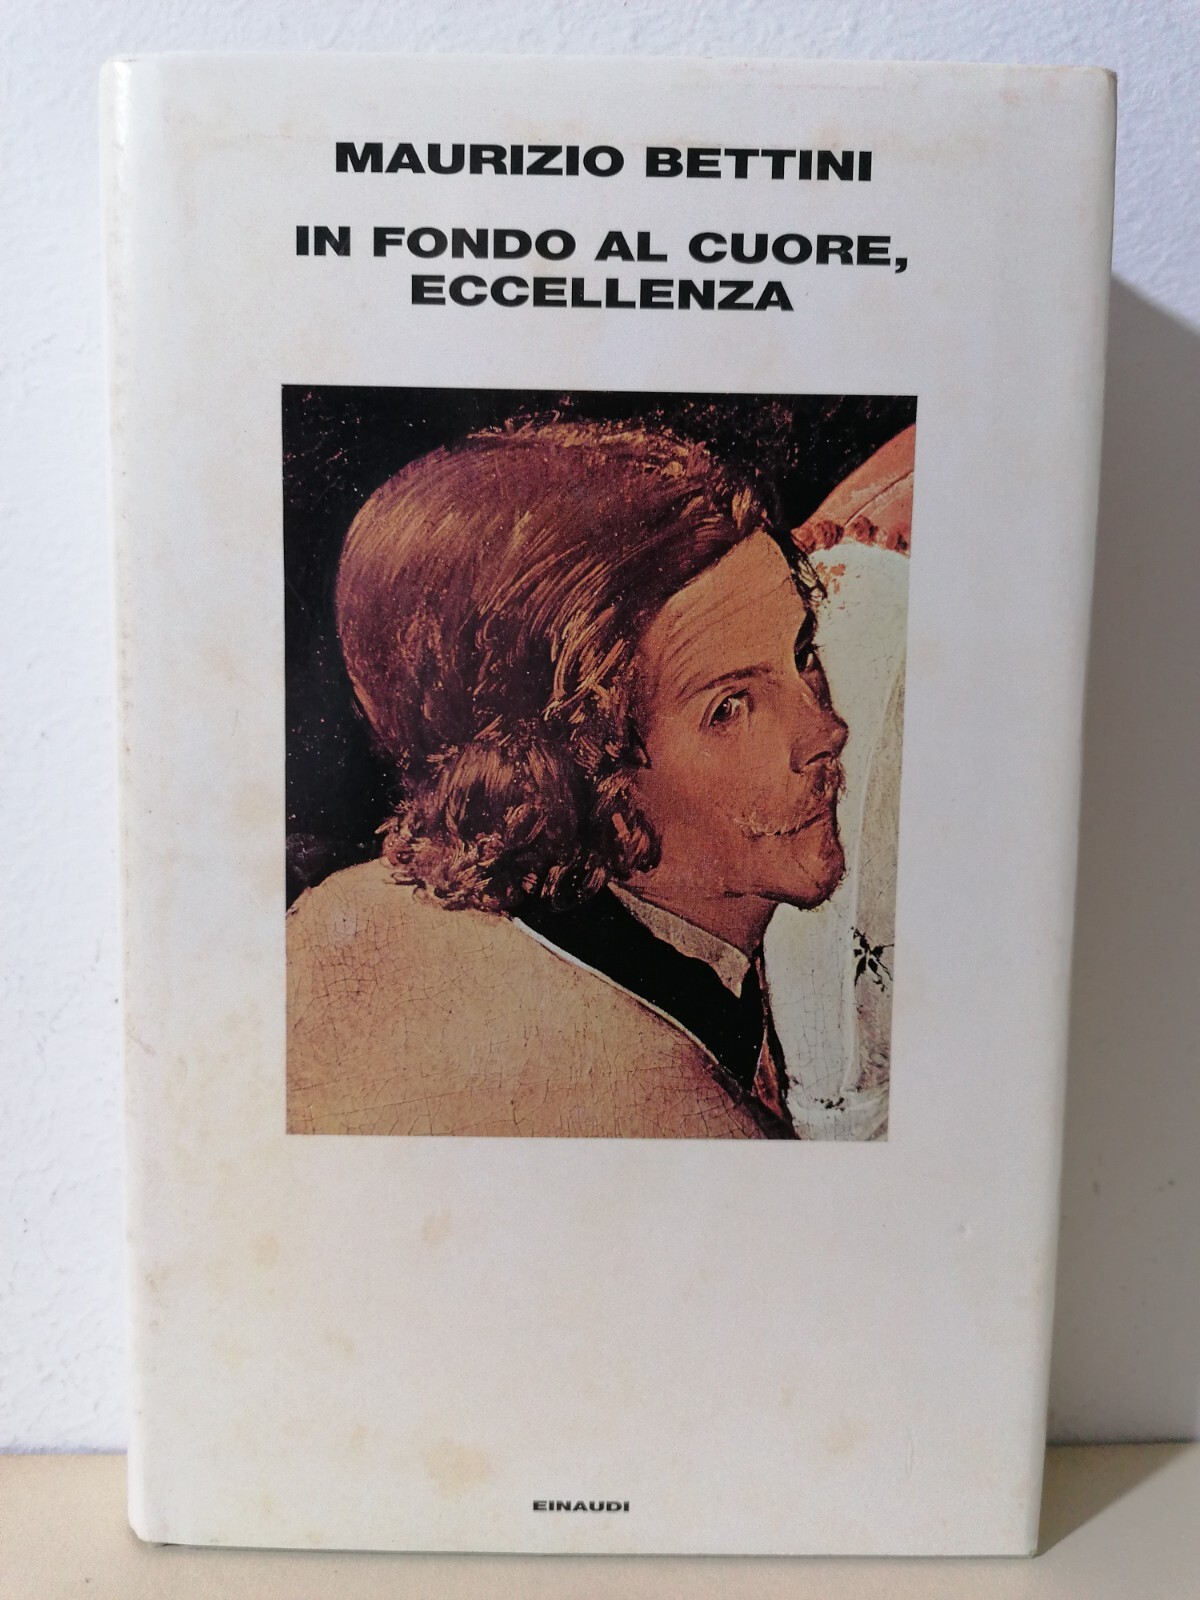 MAURIZIO BETTINI
IN FONDO AL CUORE,
ECCELLENZA
EINAUDI